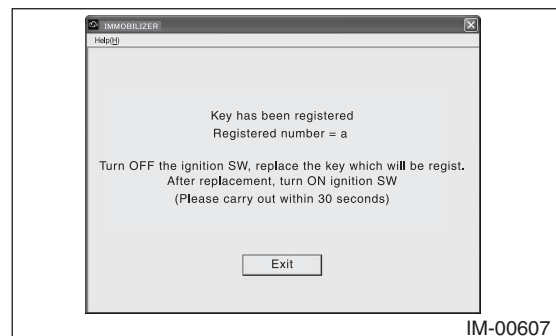 IMMOBILIZER
Help(H)
Key has been registered
Registered number = a
Turn OFF the ignition SW, replace the key which will be regist.
After replacement, turn ON ignition SW
(Please carry out within 30 seconds)
Exit
IM-00607